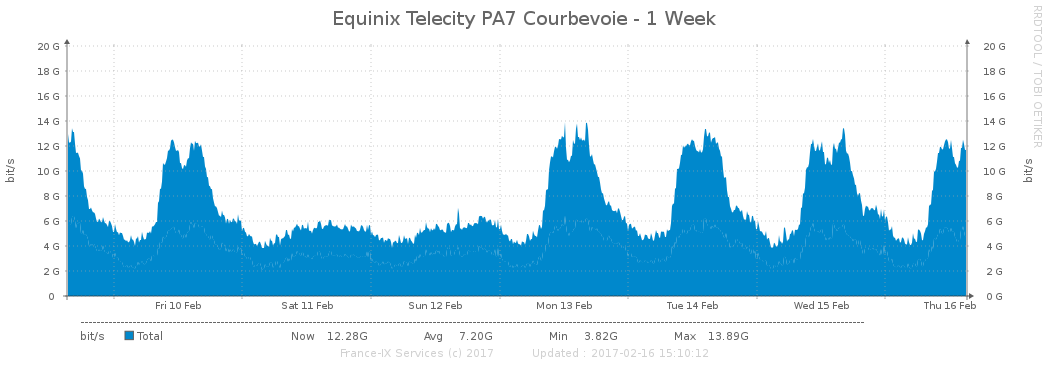 Equinix Telecity PA7 Courbevoie - 1 Week
RRDTOOL / TOBI OETIKER
20 G 20 G
18 G 18 G
16 G 16 G
14 G 14 G
12 G 12 G
10 G 10 G
8 G 8 G
6 G 6 G
4 G 4 G
2 G 2 G
0 0 G
bit/s bit/s
Fri 10 Feb Sat 11 Feb Sun 12 Feb Mon 13 Feb Tue 14 Feb Wed 15 Feb Thu 16 Feb
bit/s Total Now 12.28G Avg 7.20G Min 3.82G Max 13.89G
France-IX Services (c) 2017 Updated : 2017-02-16 15:10:12